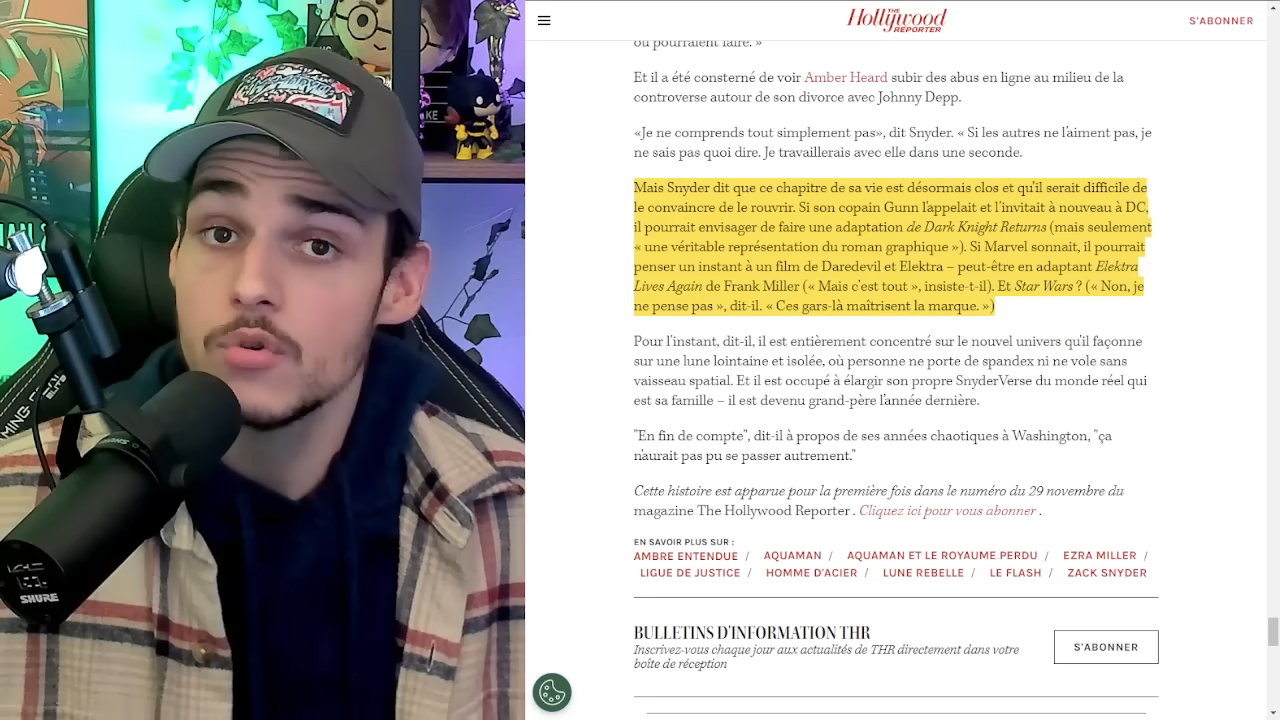 THE
Hollywood
REPORTER
S'ABONNER
ou pourraient faire. »
Et il a été consterné de voir Amber Heard subir des abus en ligne au milieu de la
controverse autour de son divorce avec Johnny Depp.
«Je ne comprends tout simplement pas», dit Snyder. « Si les autres ne l'aiment pas, je
ne sais pas quoi dire. Je travaillerais avec elle dans une seconde.
Mais Snyder dit que ce chapitre de sa vie est désormais clos et qu'il serait difficile de
le convaincre de le rouvrir. Si son copain Gunn l'appelait et l'invitait à nouveau à DC,
il pourrait envisager de faire une adaptation de Dark Knight Returns (mais seulement
« une véritable représentation du roman graphique »). Si Marvel sonnait, il pourrait
penser un instant à un film de Daredevil et Elektra – peut-être en adaptant Elektra
Lives Again de Frank Miller (« Mais c'est tout », insiste-t-il). Et Star Wars ? (« Non, je
ne pense pas », dit-il. « Ces gars-là maîtrisent la marque. »)
Pour l'instant, dit-il, il est entièrement concentré sur le nouvel univers qu'il façonne
sur une lune lointaine et isolée, où personne ne porte de spandex ni ne vole sans
vaisseau spatial. Et il est occupé à élargir son propre SnyderVerse du monde réel qui
est sa famille – il est devenu grand-père l'année dernière.
"En fin de compte", dit-il à propos de ses années chaotiques à Washington, "ça
n'aurait pas pu se passer autrement."
Cette histoire est apparue pour la première fois dans le numéro du 29 novembre du
magazine The Hollywood Reporter . Cliquez ici pour vous abonner .
EN SAVOIR PLUS SUR :
AMBRE ENTENDUE / AQUAMAN / AQUAMAN ET LE ROYAUME PERDU / EZRA MILLER /
LIGUE DE JUSTICE / HOMME D'ACIER / LUNE REBELLE / LE FLASH / ZACK SNYDER
BULLETINS D'INFORMATION THR
Inscrivez-vous chaque jour aux actualités de THR directement dans votre
boîte de réception
S'ABONNER
SHURE